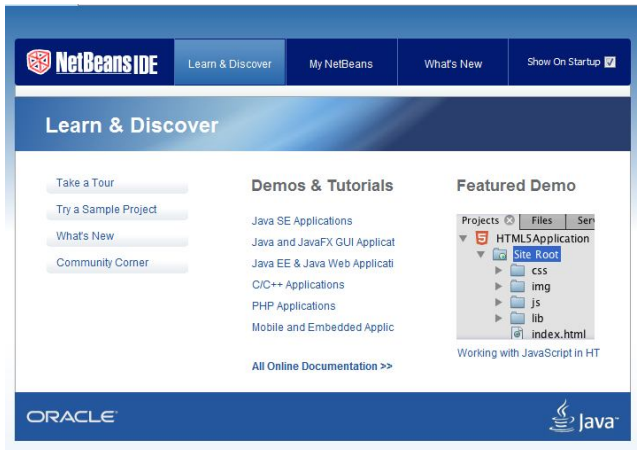 NetBeans IDE
Learn & Discover
My NetBeans
What's New
Show On Startup
Learn & Discover
Take a Tour
Try a Sample Project
What's New
Community Corner
Demos & Tutorials
Java SE Applications
Java and JavaFX GUI Applicat
Java EE & Java Web Applicati
C/C++ Applications
PHP Applications
Mobile and Embedded Applic
All Online Documentation >>
Featured Demo
Projects Files Serv
HTML5Application
Site Root
css
img
js
lib
index.html
Working with JavaScript in HT
ORACLE
Java